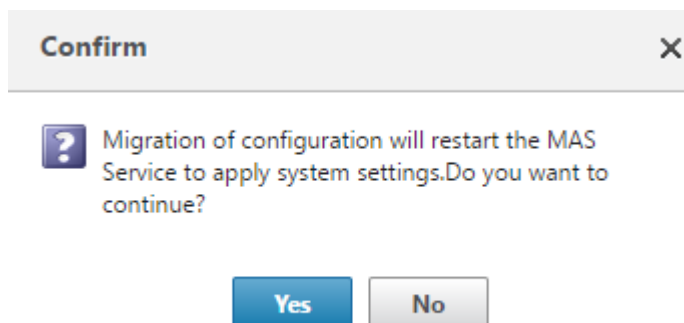 Confirm
Migration of configuration will restart the MAS
Service to apply system settings.Do you want to
continue?
Yes
No